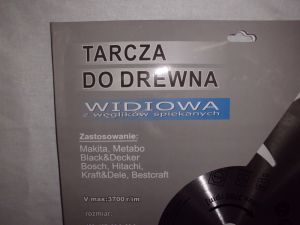 TARCZA
DO DREWNA
WIDIOWA
z węglików spiekanych
Zastosowanie:
Makita, Metabo
Black&Decker
Bosch, Hitachi,
Kraft&Dele, Bestcraft
V max:3700 r/im
rozmiar: